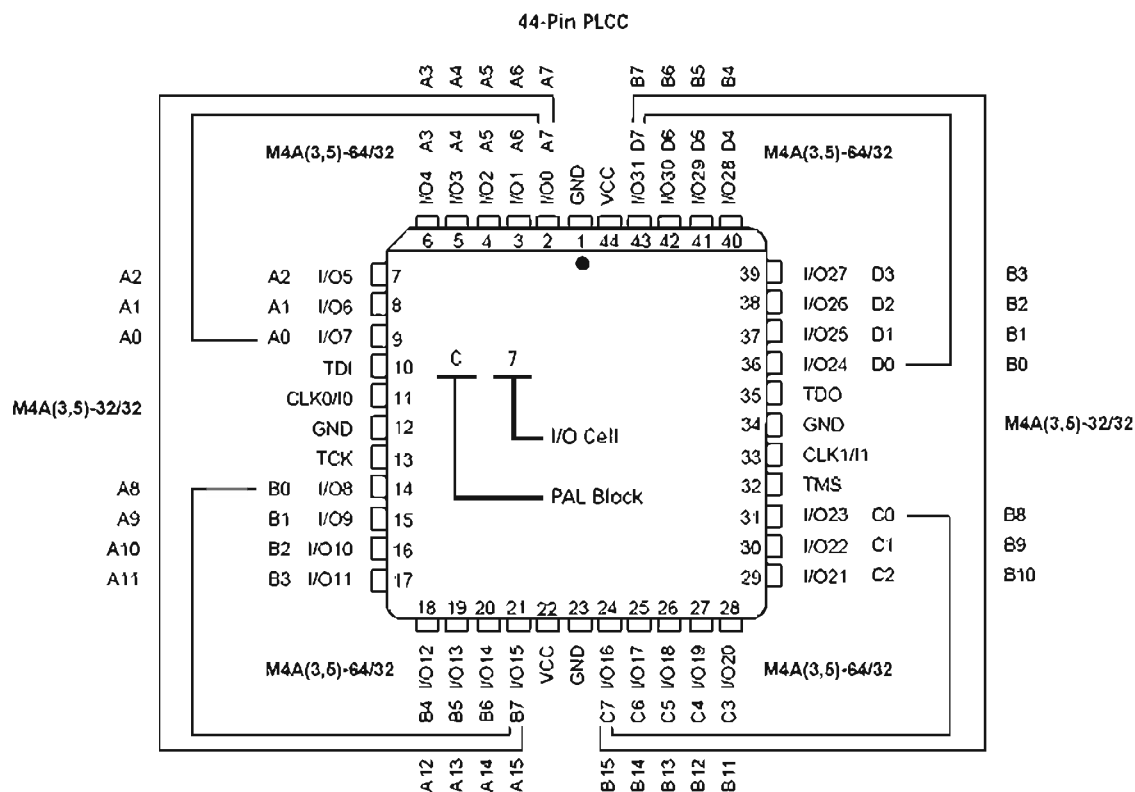 44-Pin PLCC
A3 A4 A5 A6 A7 B7 B6 B5 B4
M4A(3,5)-64/32 A3 A4 A5 A6 A7 D7 D6 D5 D4 M4A(3,5)-64/32
I/O4 I/O3 I/O2 I/O1 I/O0 GND VCC I/O31 I/O30 I/O29 I/O28
6 5 4 3 2 1 44 43 42 41 40
A2 A2 I/O5 7 39 I/O27 D3 B3
A1 A1 I/O6 8 38 I/O26 D2 B2
A0 A0 I/O7 9 37 I/O25 D1 B1
TDI 10 C 7 36 I/O24 D0 B0
CLK0/I0 11 35 TDO
M4A(3,5)-32/32 M4A(3,5)-32/32
GND 12 I/O Cell 34 GND
TCK 13 33 CLK1/I1
A8 B0 I/O8 14 PAL Block 32 TMS
A9 B1 I/O9 15 31 I/O23 C0 B8
A10 B2 I/O10 16 30 I/O22 C1 B9
A11 B3 I/O11 17 29 I/O21 C2 B10
18 19 20 21 22 23 24 25 26 27 28
M4A(3,5)-64/32 I/O12 I/O13 I/O14 I/O15 VCC GND I/O16 I/O17 I/O18 I/O19 I/O20 M4A(3,5)-64/32
B4 B5 B6 B7 C7 C6 C5 C4 C3
A12 A13 A14 A15 B15 B14 B13 B12 B11